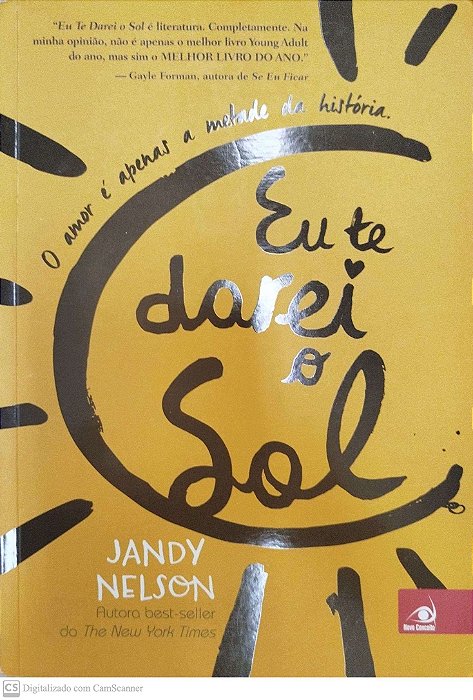 “Eu Te Darei o Sol é literatura. Completamente. Na
minha opinião, não é apenas o melhor livro Young Adult
do ano, mas sim o MELHOR LIVRO DO ANO.”
— Gayle Forman, autora de Se Eu Ficar
O amor é apenas a metade da história.
Eu te
darei
o
Sol
JANDY
NELSON
Autora best-seller
do The New York Times
Novo Conceito
CS Digitalizado com CamScanner